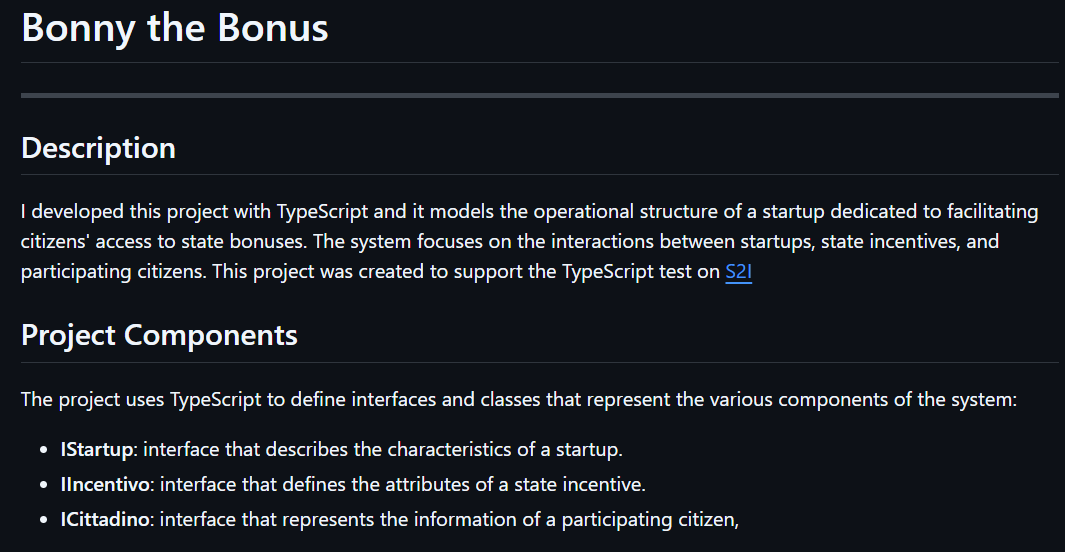 Bonny the Bonus
Description
I developed this project with TypeScript and it models the operational structure of a startup dedicated to facilitating
citizens' access to state bonuses. The system focuses on the interactions between startups, state incentives, and
participating citizens. This project was created to support the TypeScript test on S2I
Project Components
The project uses TypeScript to define interfaces and classes that represent the various components of the system:
• IStartup: interface that describes the characteristics of a startup.
• IIncentivo: interface that defines the attributes of a state incentive.
• ICittadino: interface that represents the information of a participating citizen,